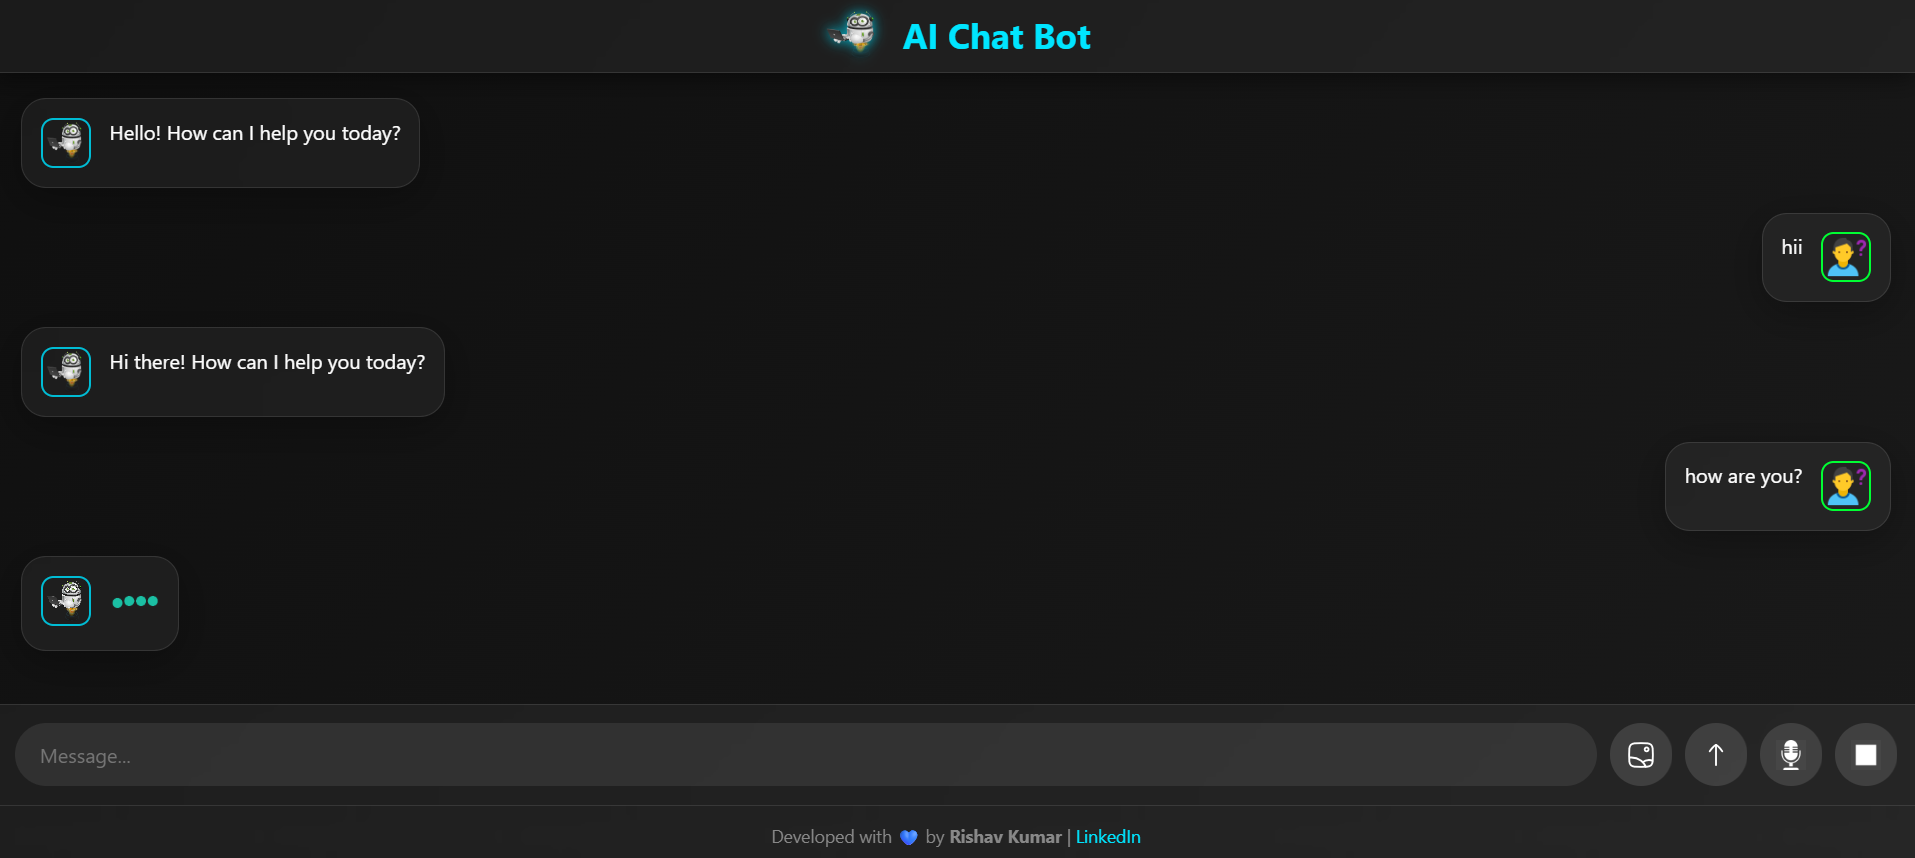 AI Chat Bot
Hello! How can I help you today?
hii
Hi there! How can I help you today?
how are you?
Message...
Developed with 💙 by Rishav Kumar | LinkedIn